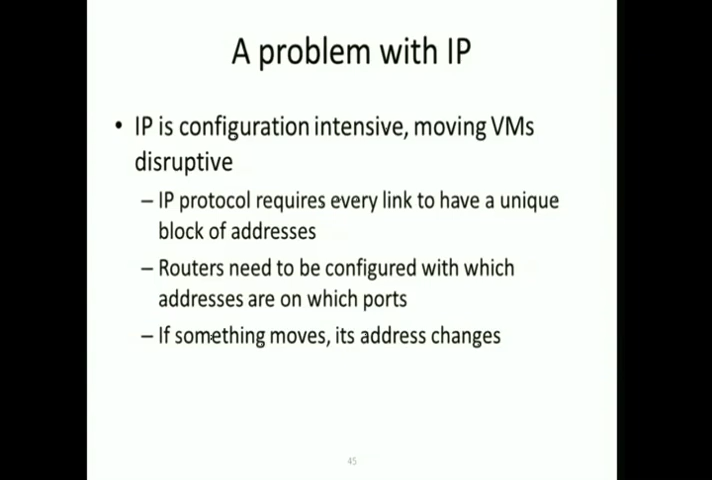 A problem with IP
• IP is configuration intensive, moving VMs
disruptive
– IP protocol requires every link to have a unique
block of addresses
– Routers need to be configured with which
addresses are on which ports
– If something moves, its address changes
45